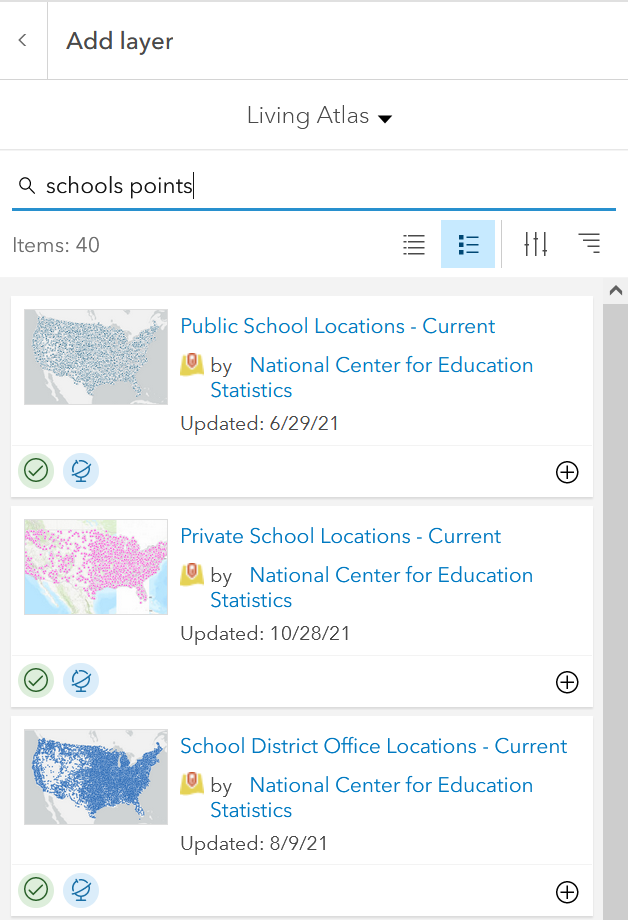 Add layer
Living Atlas
schools points
Items: 40
Public School Locations - Current
by National Center for Education
Statistics
Updated: 6/29/21
Private School Locations - Current
by National Center for Education
Statistics
Updated: 10/28/21
School District Office Locations - Current
by National Center for Education
Statistics
Updated: 8/9/21